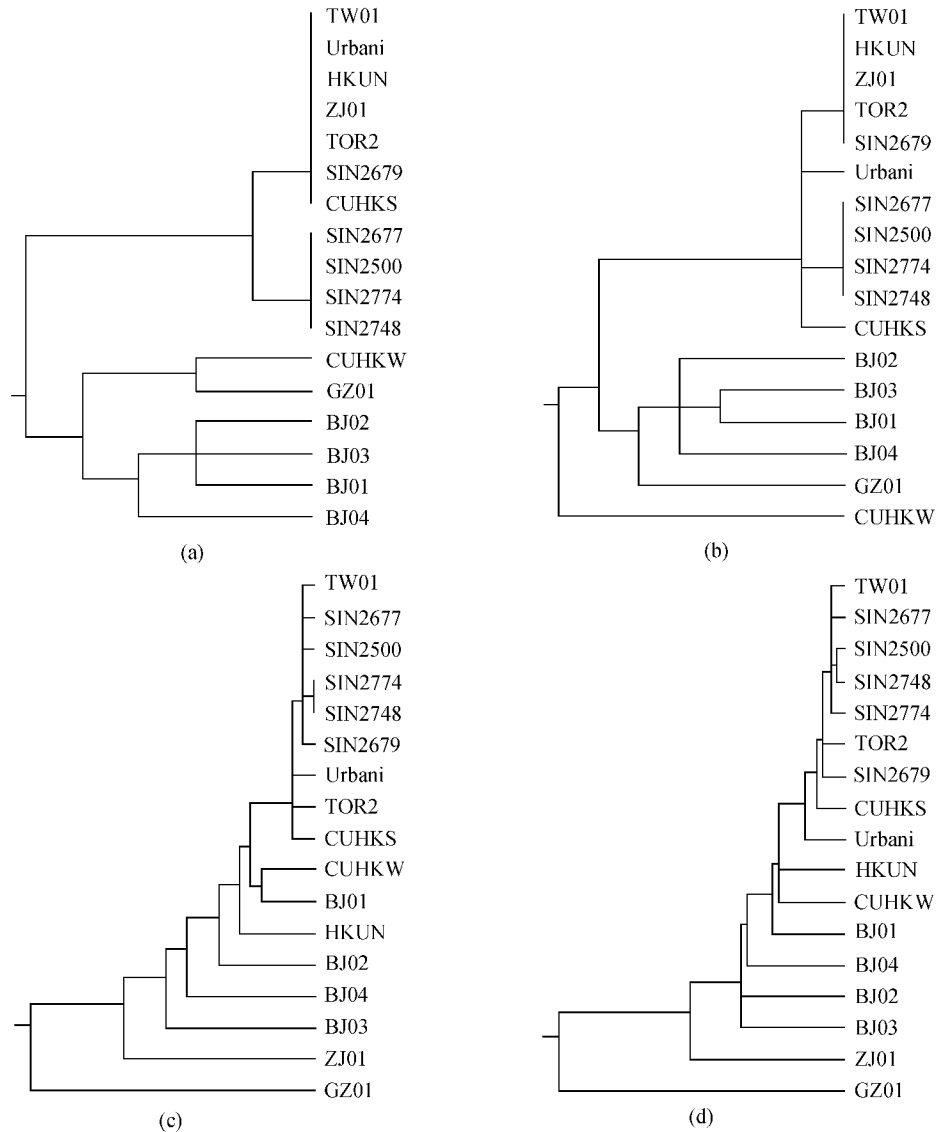 TW01
Urbani
HKUN
ZJ01
TOR2
SIN2679
CUHKS
SIN2677
SIN2500
SIN2774
SIN2748
CUHKW
GZ01
BJ02
BJ03
BJ01
BJ04
(a)
TW01
HKUN
ZJ01
TOR2
SIN2679
Urbani
SIN2677
SIN2500
SIN2774
SIN2748
CUHKS
BJ02
BJ03
BJ01
BJ04
GZ01
CUHKW
(b)
TW01
SIN2677
SIN2500
SIN2774
SIN2748
SIN2679
Urbani
TOR2
CUHKS
CUHKW
BJ01
HKUN
BJ02
BJ04
BJ03
ZJ01
GZ01
(c)
TW01
SIN2677
SIN2500
SIN2748
SIN2774
TOR2
SIN2679
CUHKS
Urbani
HKUN
CUHKW
BJ01
BJ04
BJ02
BJ03
ZJ01
GZ01
(d)